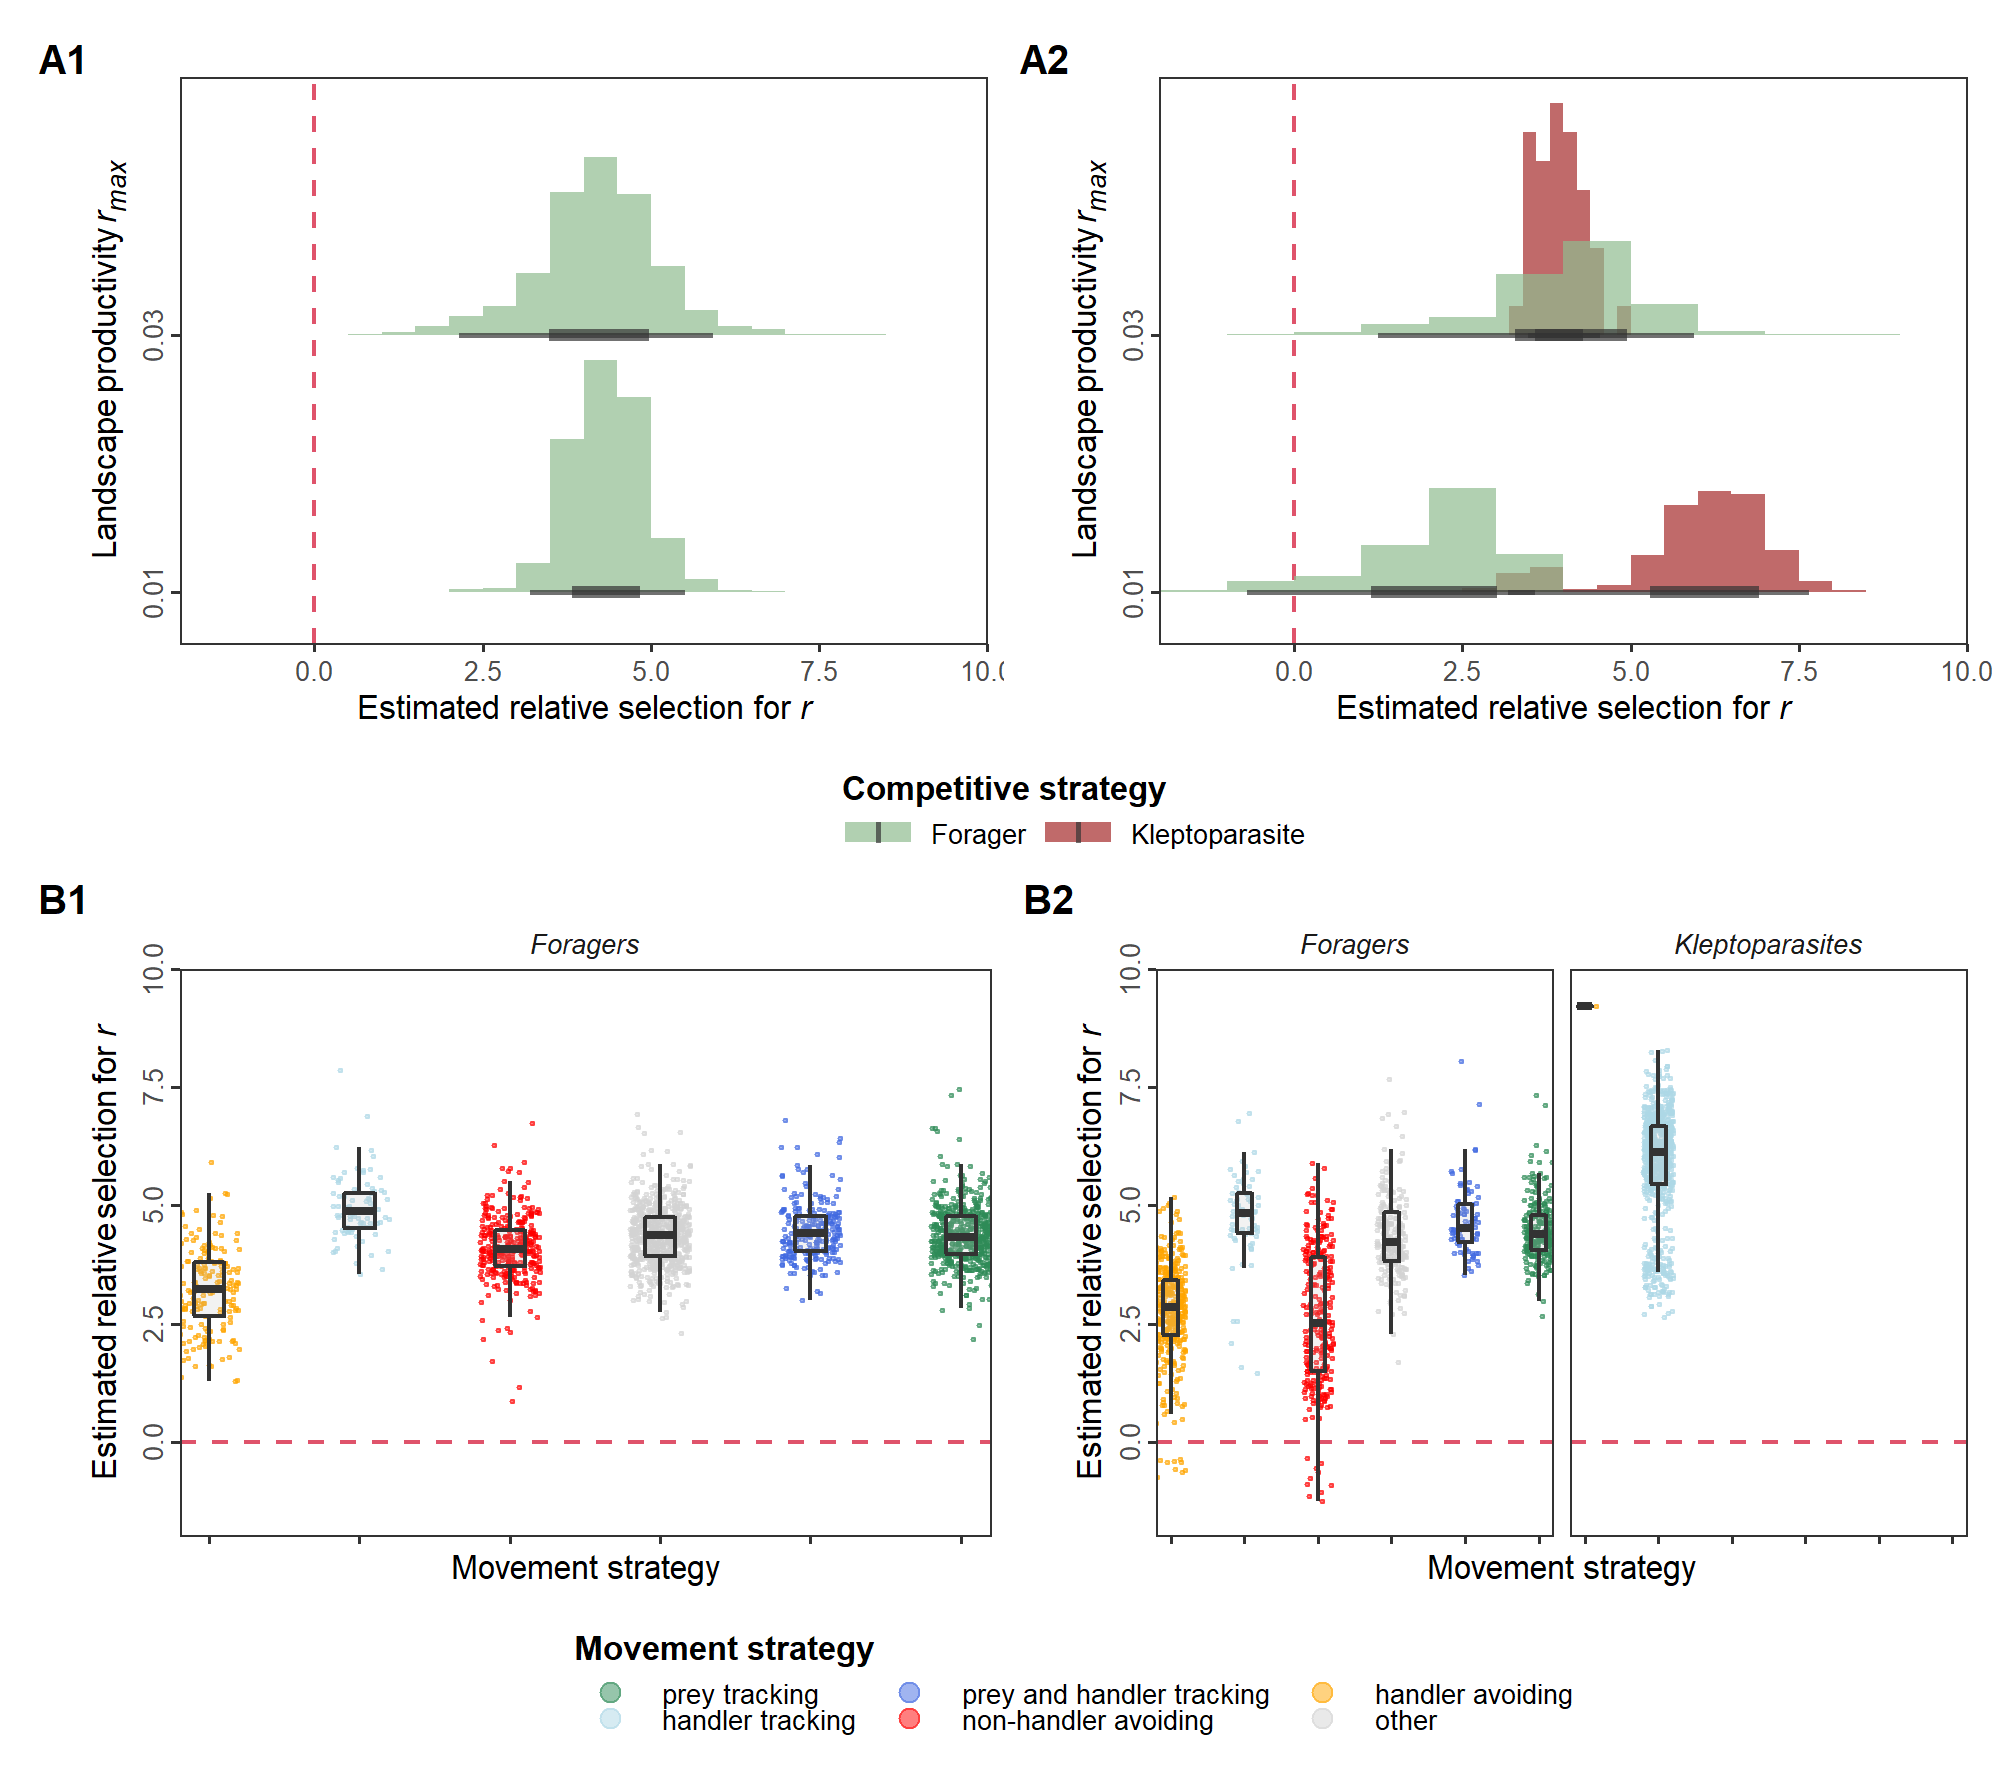 A1
A2
Landscape productivity rmax
0.03
0.01
0.0 2.5 5.0 7.5 10.0
Estimated relative selection for r
Landscape productivity rmax
0.03
0.01
0.0 2.5 5.0 7.5 10.0
Estimated relative selection for r
Competitive strategy
Forager Kleptoparasite
B1
B2
Foragers
Estimated relative selection for r
10.0
7.5
5.0
2.5
0.0
Movement strategy
Foragers Kleptoparasites
Estimated relative selection for r
10.0
7.5
5.0
2.5
0.0
Movement strategy
Movement strategy
prey tracking prey and handler tracking handler avoiding
handler tracking non-handler avoiding other